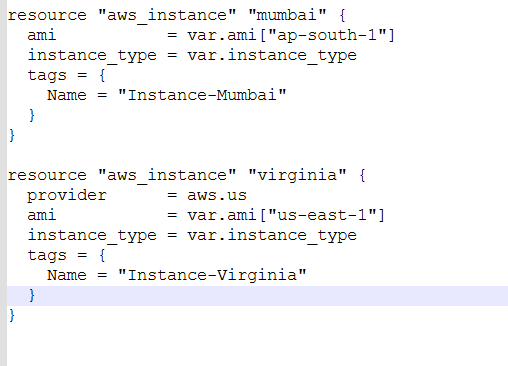 resource "aws_instance" "mumbai" {
  ami           = var.ami["ap-south-1"]
  instance_type = var.instance_type
  tags = {
    Name = "Instance-Mumbai"
  }
}

resource "aws_instance" "virginia" {
  provider      = aws.us
  ami           = var.ami["us-east-1"]
  instance_type = var.instance_type
  tags = {
    Name = "Instance-Virginia"
  }
}